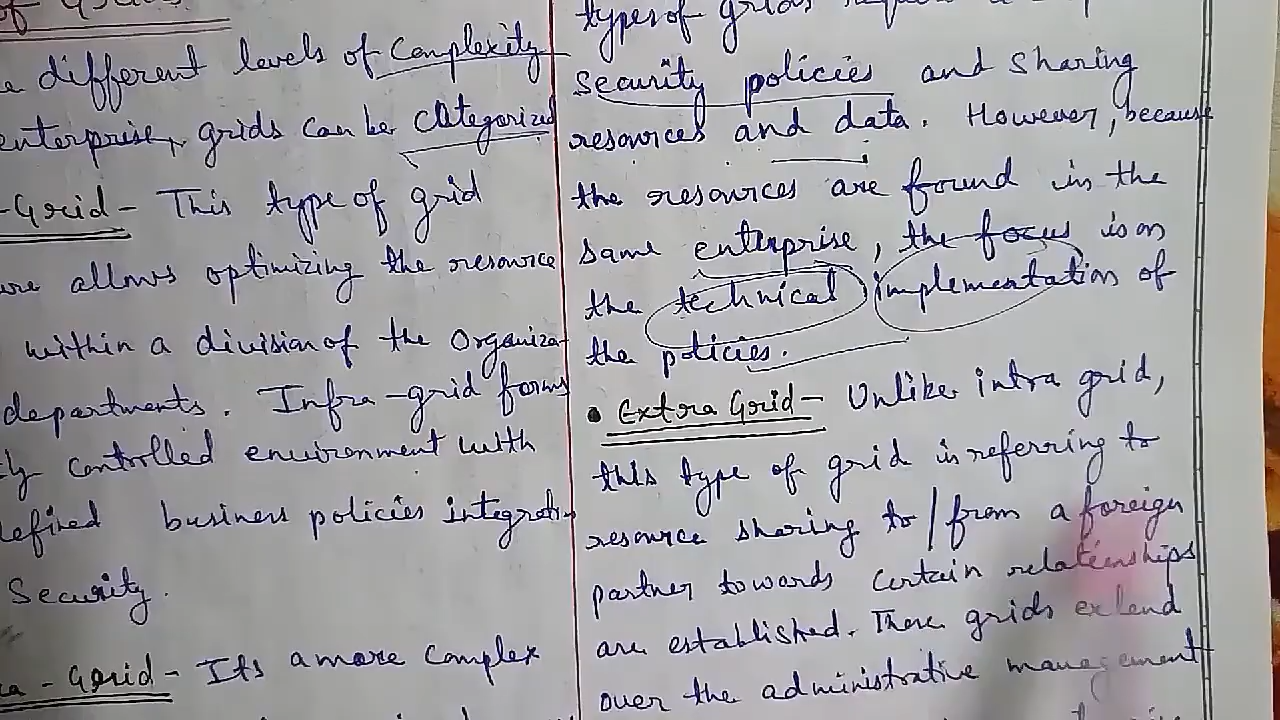 of Grids
different levels of Complexity
enterprise, grids can be Categorized
-Grid - This type of grid
allows optimizing the resource
within a division of the Organiza
departments. Infra-grid forms
ly controlled environment with
defined business policies integration
Security.
a - Grid - Its a more Complex
types of grids
Security policies and sharing
resources and data. However, because
the resources are found in the
same enterprise, the focus is on
the technical implementation of
the policies.
• Extra Grid - Unlike intra grid,
this type of grid is referring to
resource sharing to/from a foreign
partner towards certain relationships
are established. These grids extend
over the administrative management